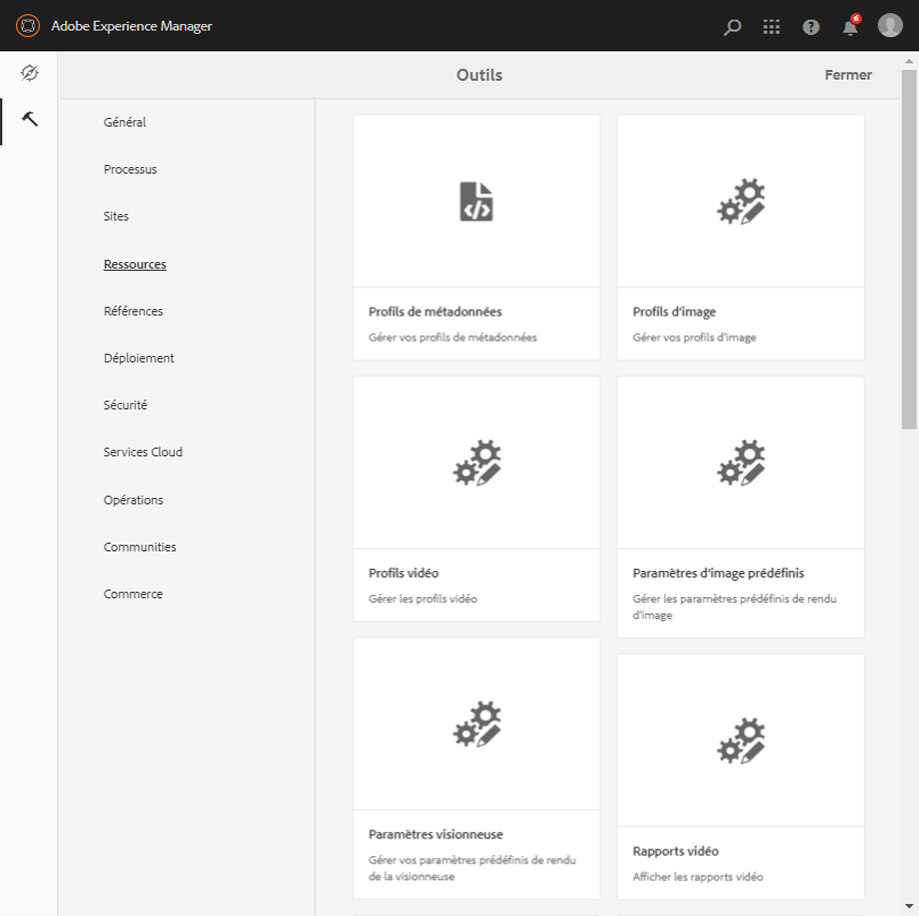 Adobe Experience Manager
6
Outils
Fermer
Général
Processus
Sites
Ressources
Références
Déploiement
Sécurité
Services Cloud
Opérations
Communities
Commerce
Profils de métadonnées
Gérer vos profils de métadonnées
Profils d'image
Gérer vos profils d'image
Profils vidéo
Gérer les profils vidéo
Paramètres d'image prédéfinis
Gérer les paramètres prédéfinis de rendu
d'image
Paramètres visionneuse
Gérer vos paramètres prédéfinis de rendu
de la visionneuse
Rapports vidéo
Afficher les rapports vidéo